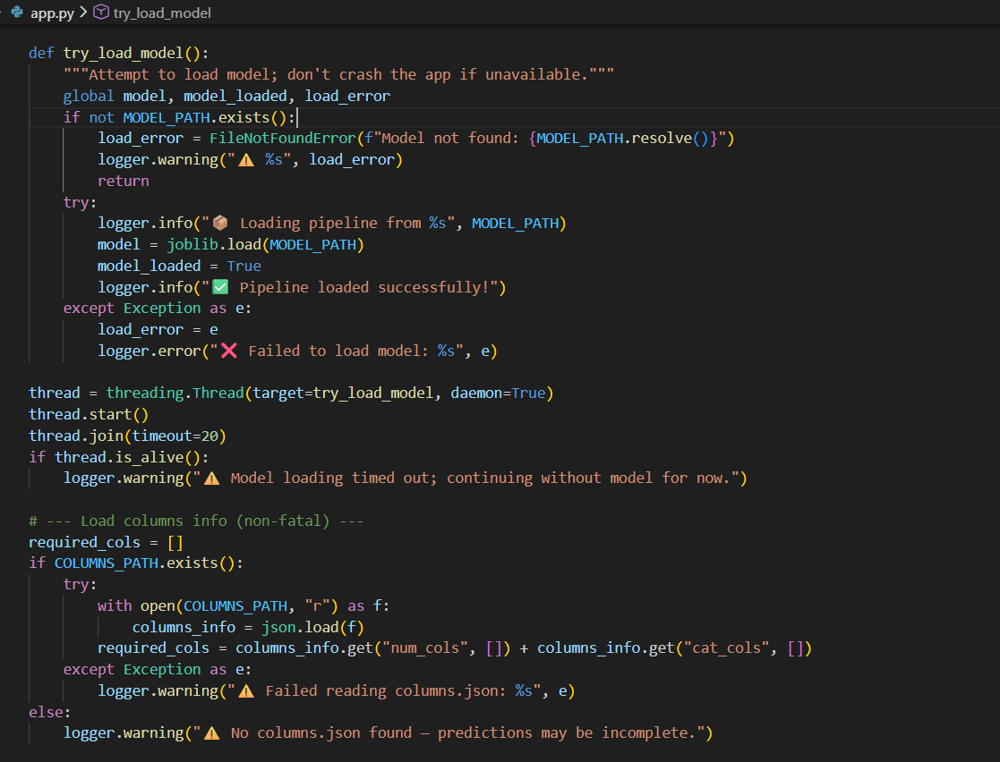 app.py > try_load_model
def try_load_model():
    """Attempt to load model; don't crash the app if unavailable."""
    global model, model_loaded, load_error
    if not MODEL_PATH.exists():
        load_error = FileNotFoundError(f"Model not found: {MODEL_PATH.resolve()}")
        logger.warning("⚠️ %s", load_error)
        return
    try:
        logger.info("📦 Loading pipeline from %s", MODEL_PATH)
        model = joblib.load(MODEL_PATH)
        model_loaded = True
        logger.info("✅ Pipeline loaded successfully!")
    except Exception as e:
        load_error = e
        logger.error("❌ Failed to load model: %s", e)
thread = threading.Thread(target=try_load_model, daemon=True)
thread.start()
thread.join(timeout=20)
if thread.is_alive():
    logger.warning("⚠️ Model loading timed out; continuing without model for now.")
# --- Load columns info (non-fatal) ---
required_cols = []
if COLUMNS_PATH.exists():
    try:
        with open(COLUMNS_PATH, "r") as f:
            columns_info = json.load(f)
        required_cols = columns_info.get("num_cols", []) + columns_info.get("cat_cols", [])
    except Exception as e:
        logger.warning("⚠️ Failed reading columns.json: %s", e)
else:
    logger.warning("⚠️ No columns.json found — predictions may be incomplete.")